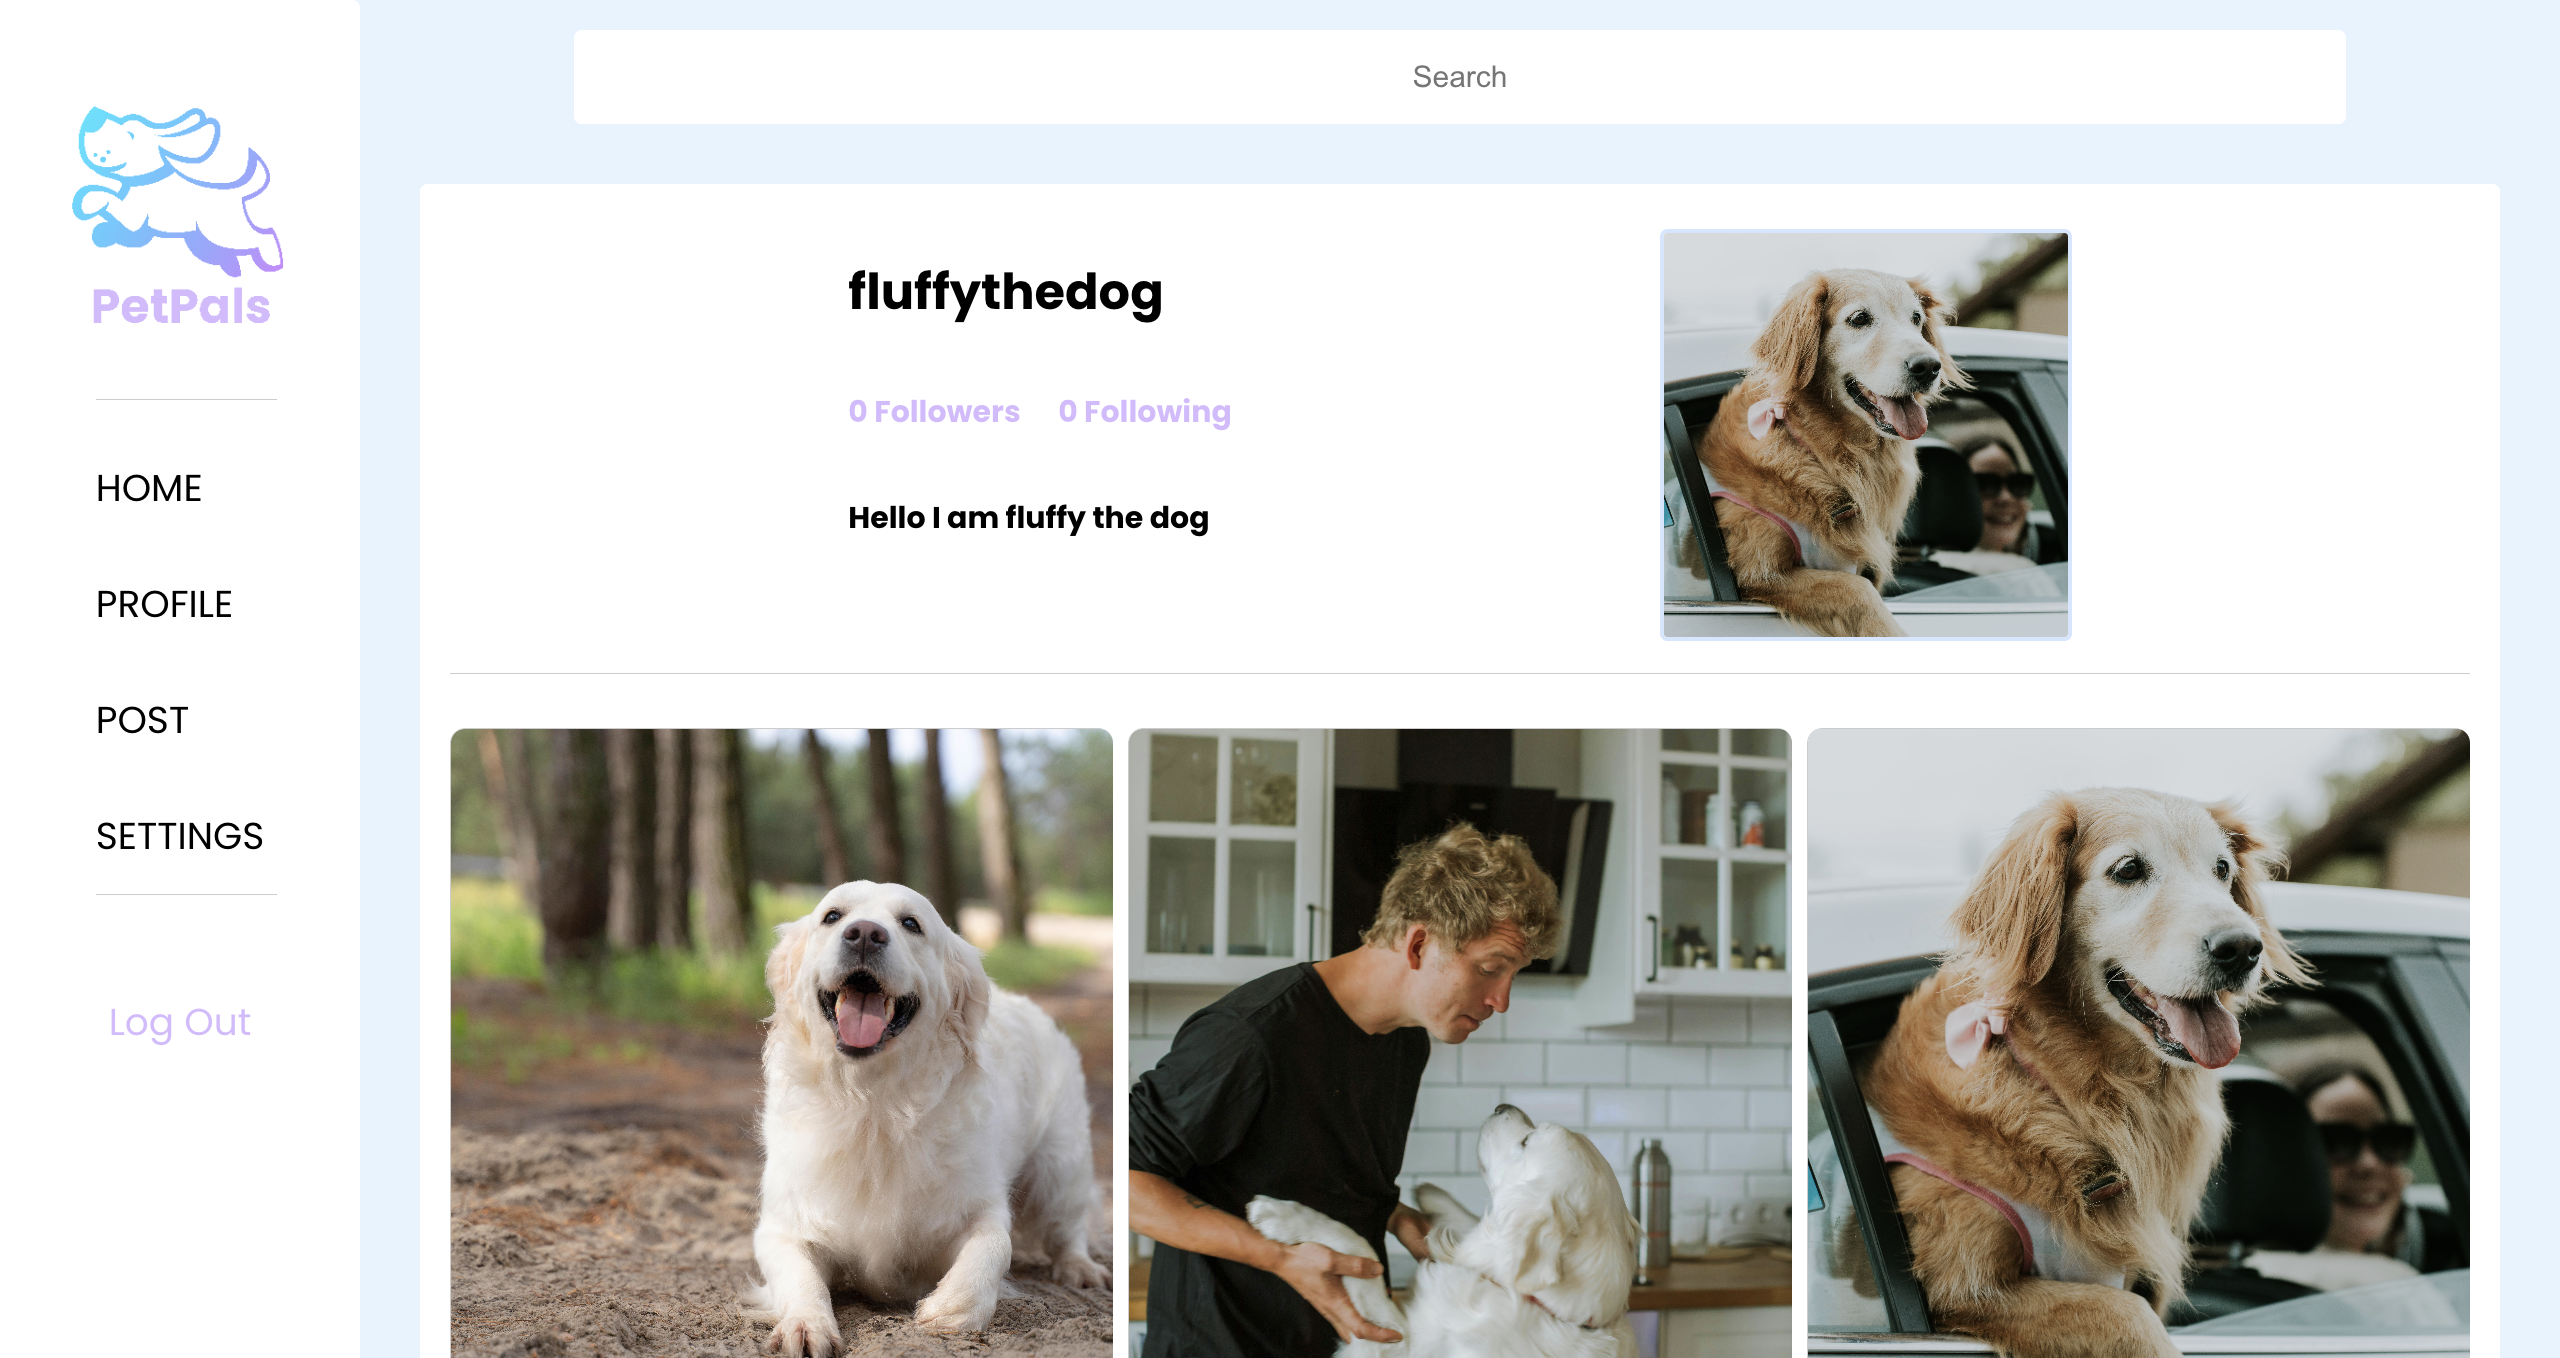 PetPals
HOME
PROFILE
POST
SETTINGS
Log Out
Search
fluffythedog
0 Followers 0 Following
Hello I am fluffy the dog